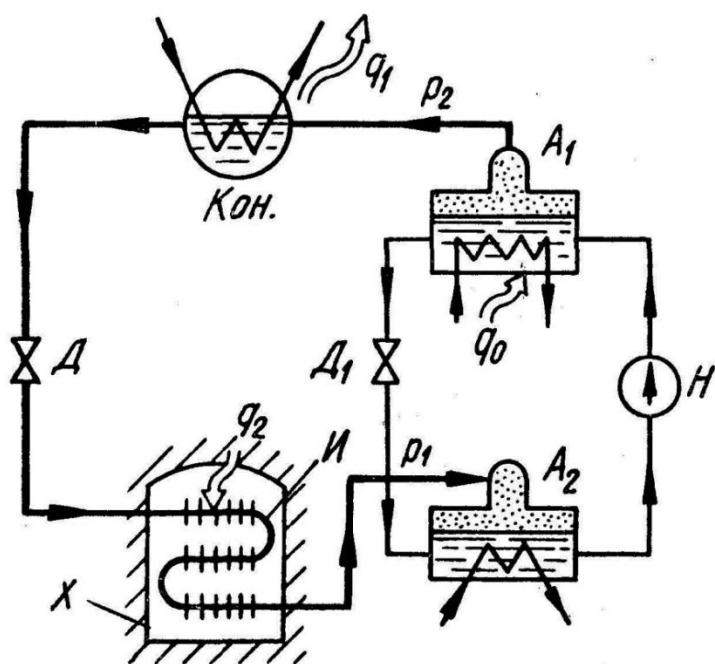 q₁
p₂
A₁
Кон.
q₀
Д
Д₁
Н
q₂
И
p₁
A₂
X